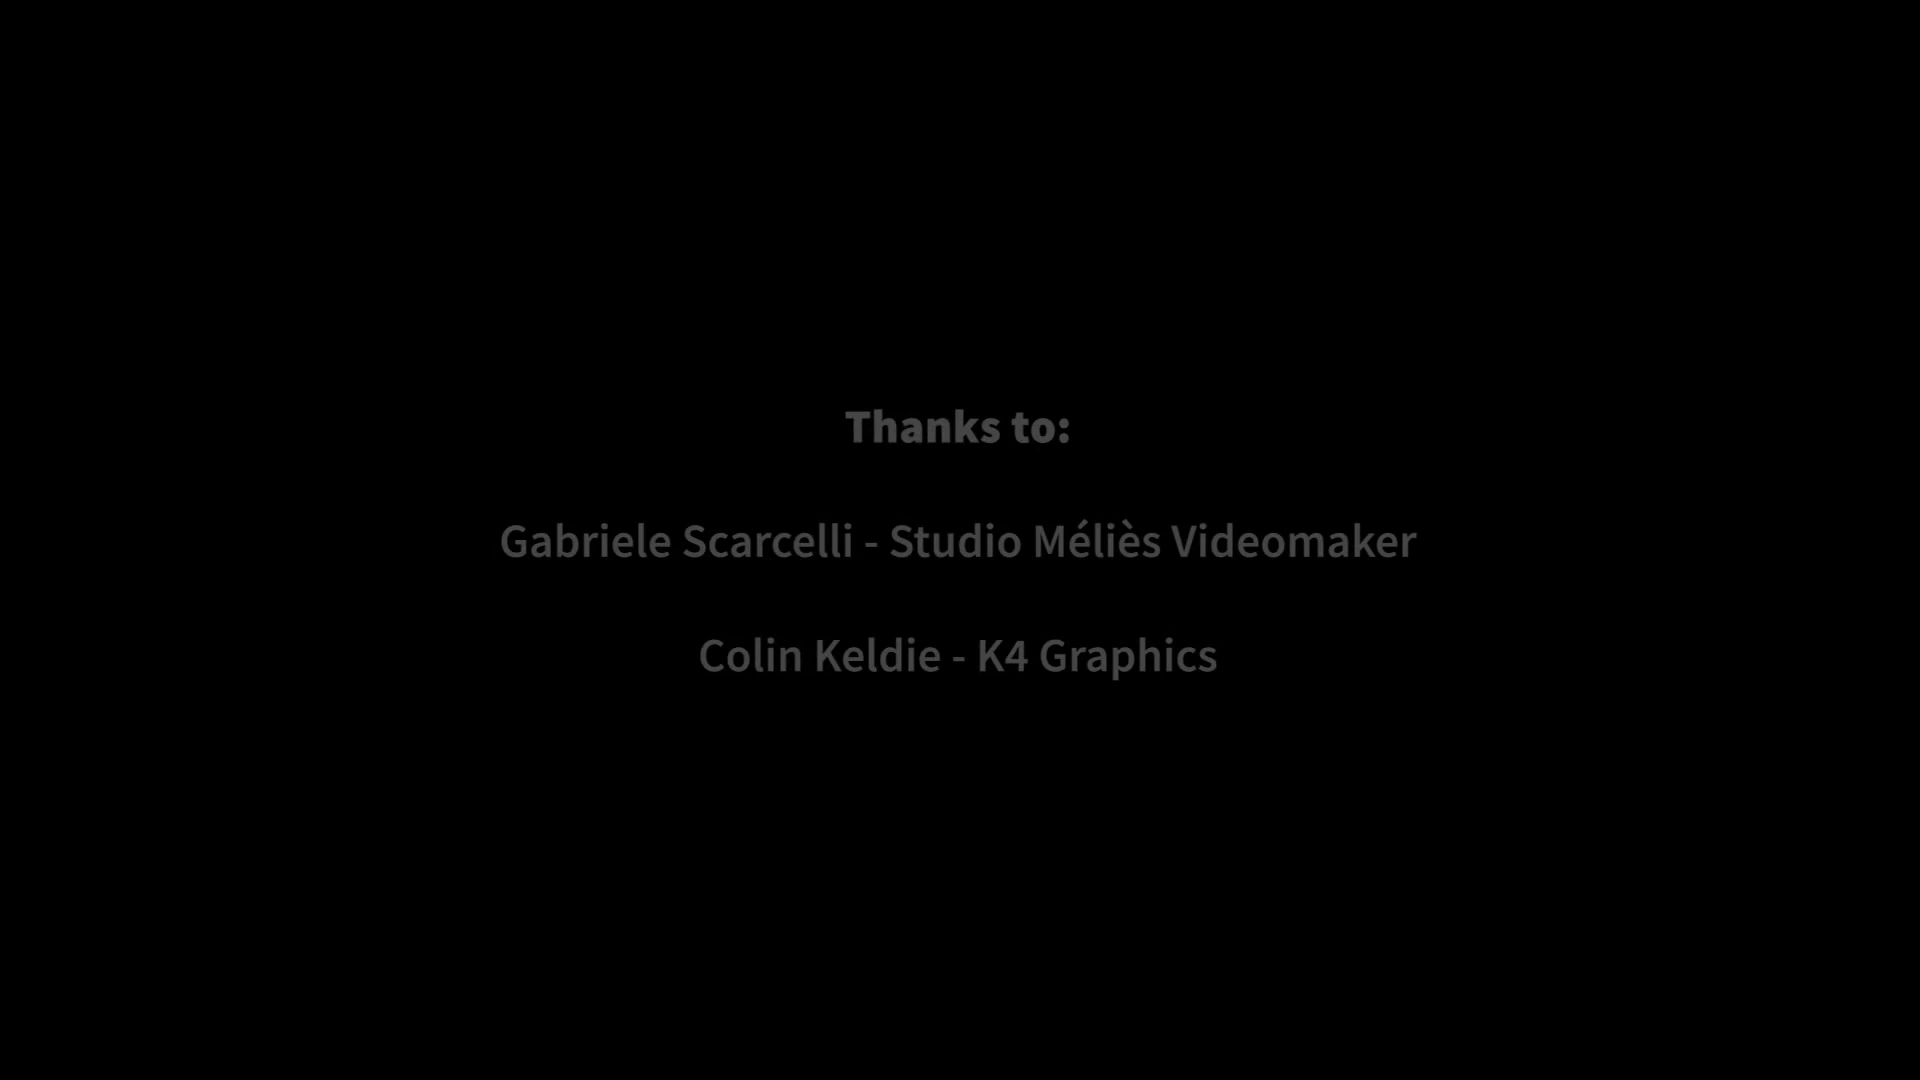 Thanks to:
Gabriele Scarcelli - Studio Méliès Videomaker
Colin Keldie - K4 Graphics